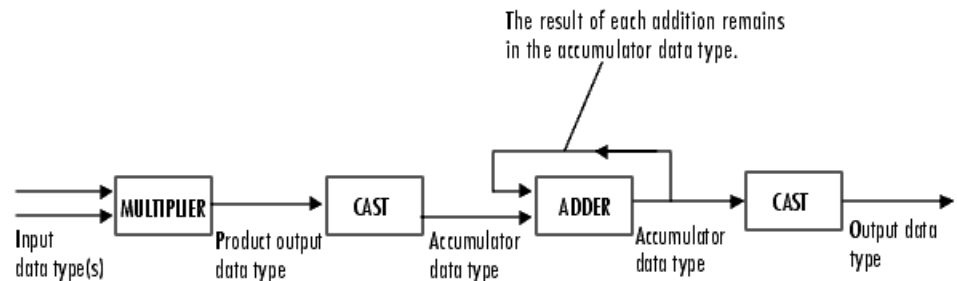 The result of each addition remains
in the accumulator data type.
MULTIPLIER
CAST
ADDER
CAST
Input
data type(s)
Product output
data type
Accumulator
data type
Accumulator
data type
Output data
type